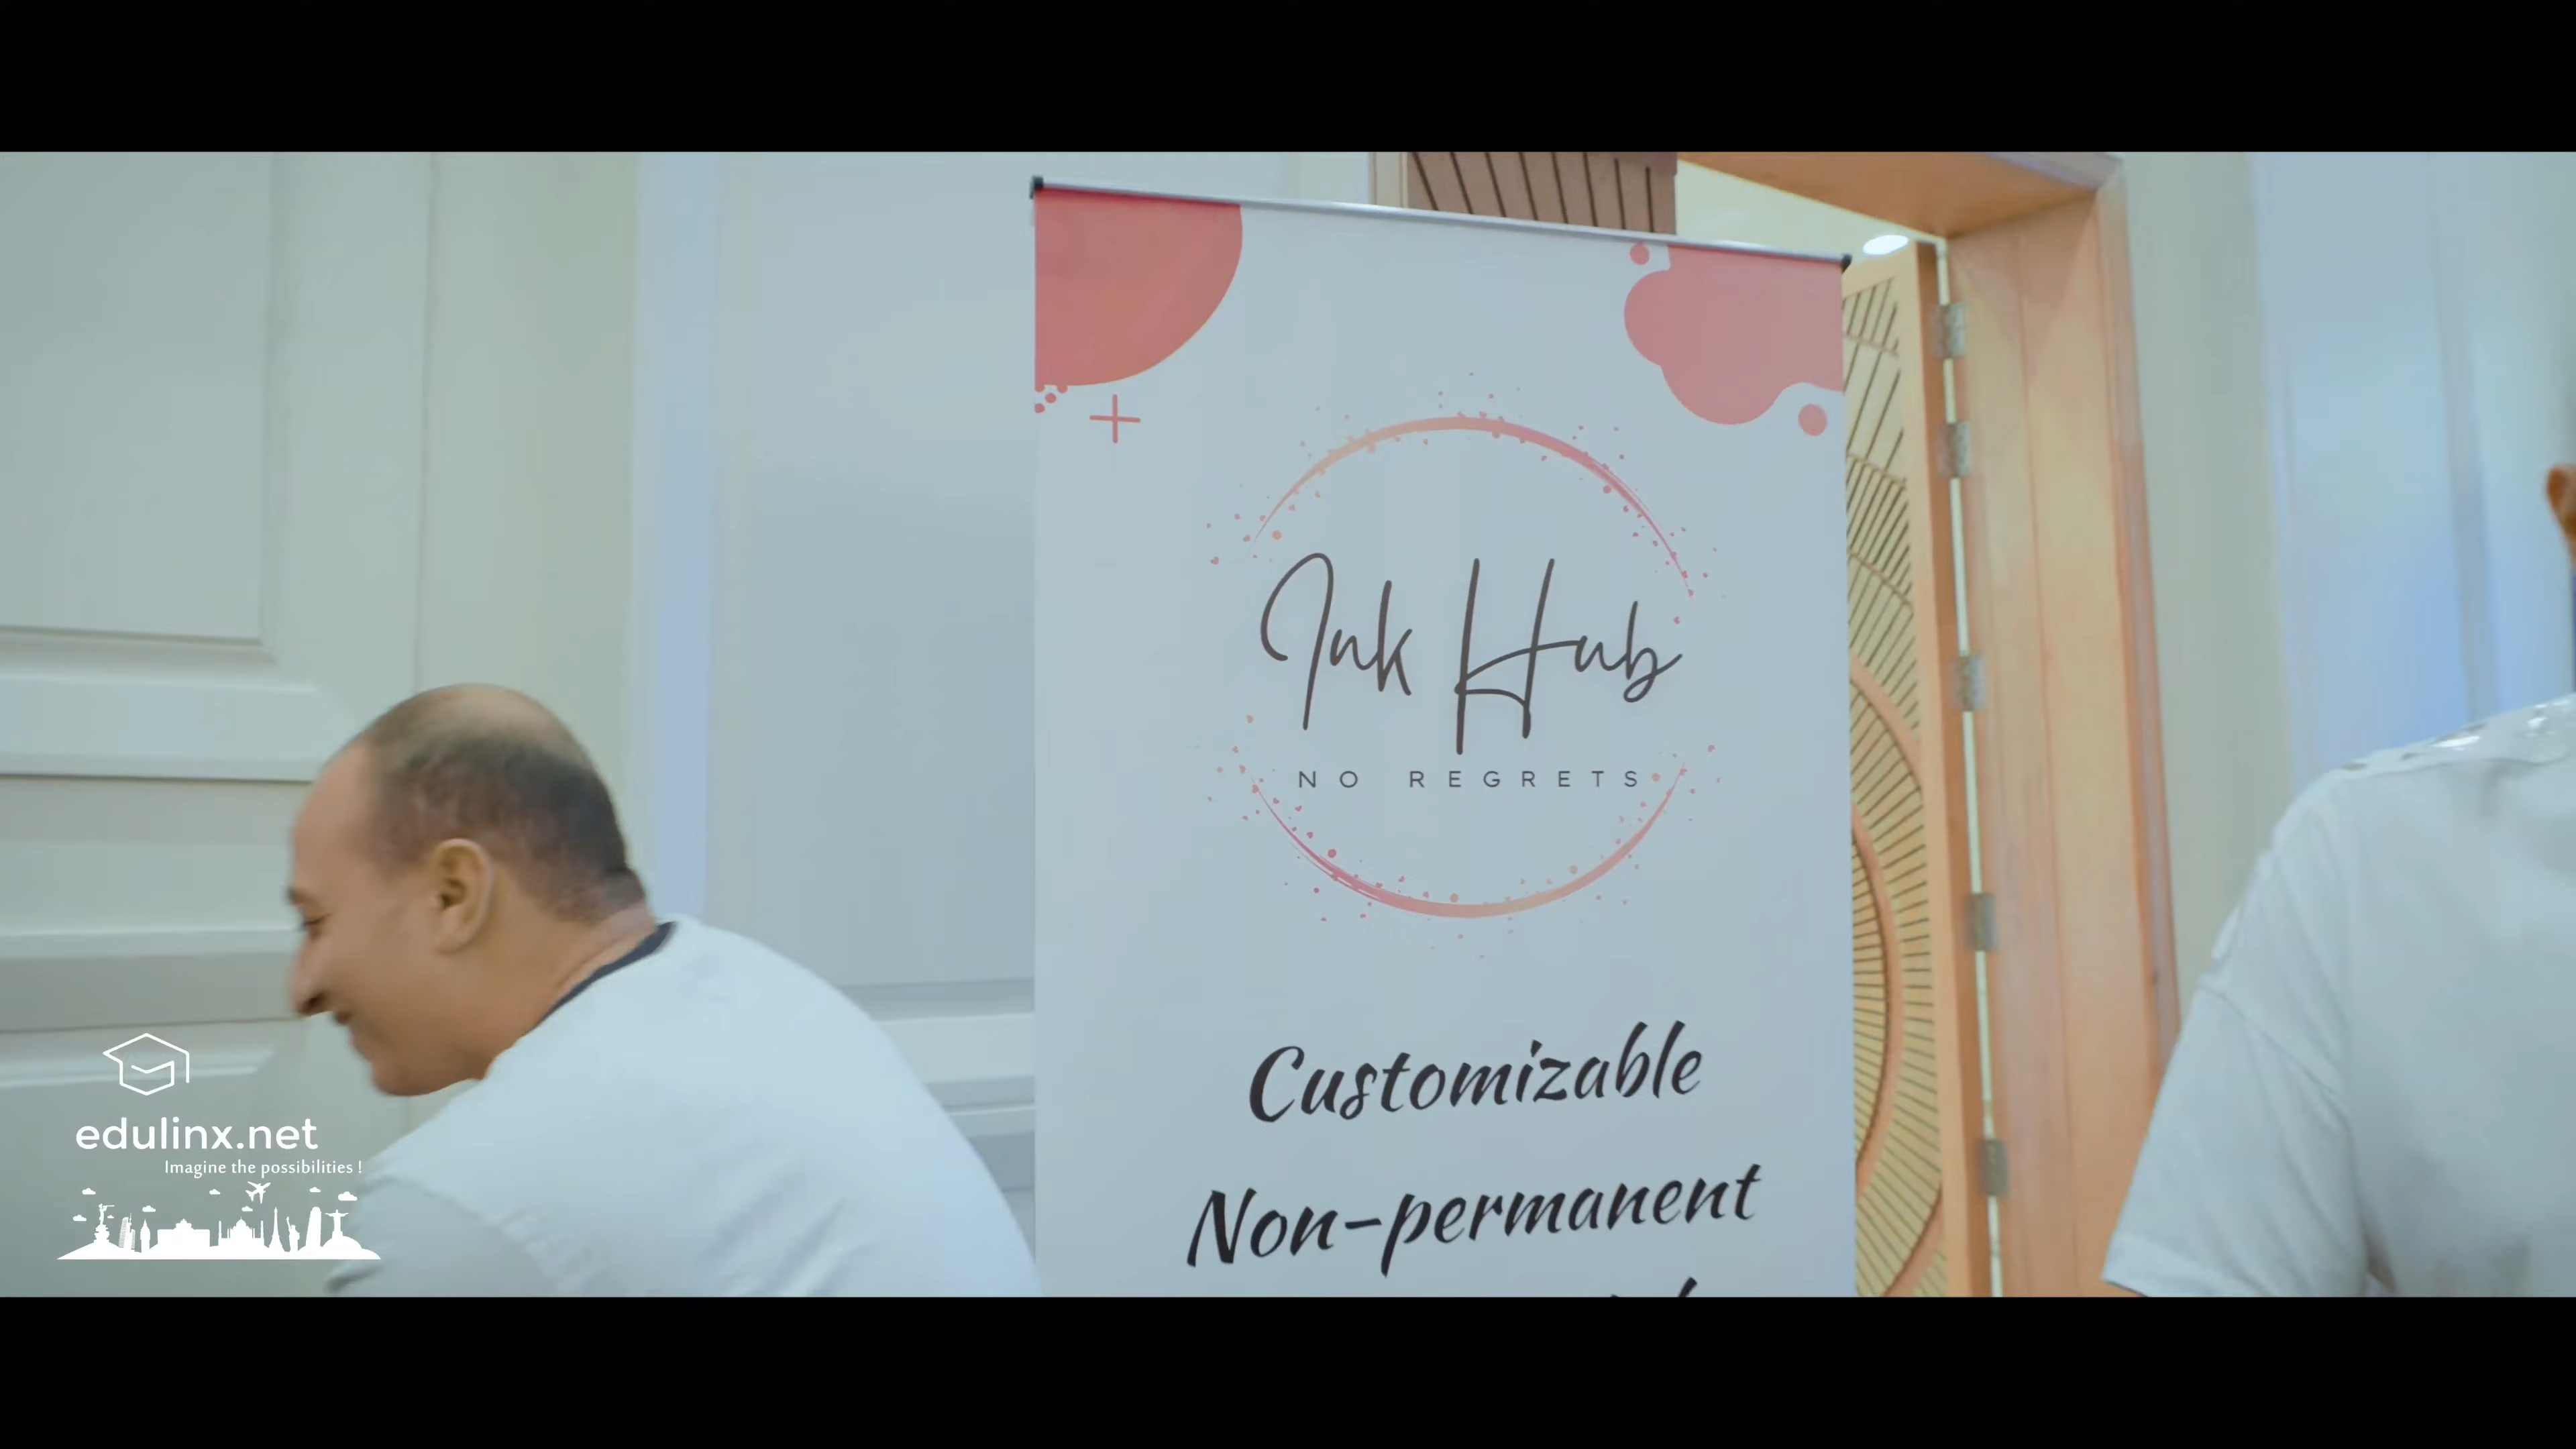 Ink Hub
NO REGRETS
Customizable
Non-permanent
edulinx.net
Imagine the possibilities !